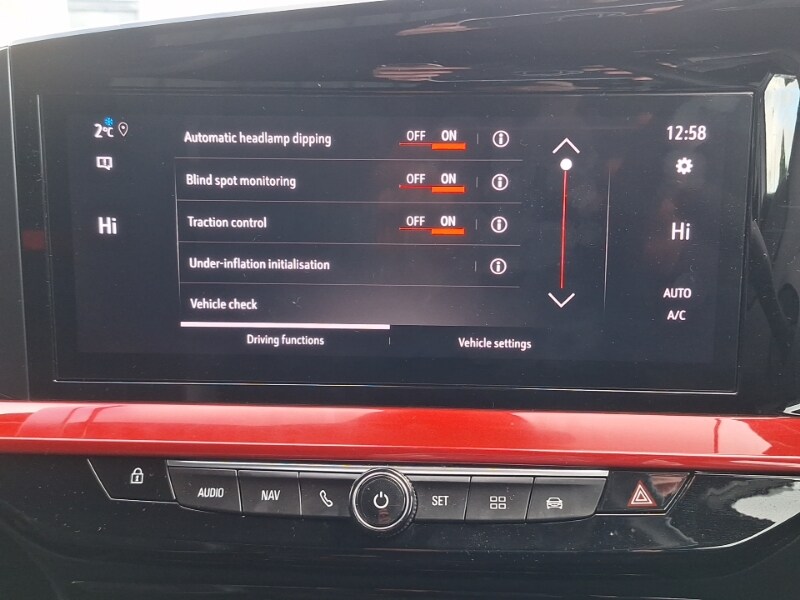 2°C
12:58
Automatic headlamp dipping OFF ON
Blind spot monitoring OFF ON
Hi
Hi
Traction control OFF ON
Under-inflation initialisation
AUTO
Vehicle check
A/C
Driving functions Vehicle settings
AUDIO NAV SET